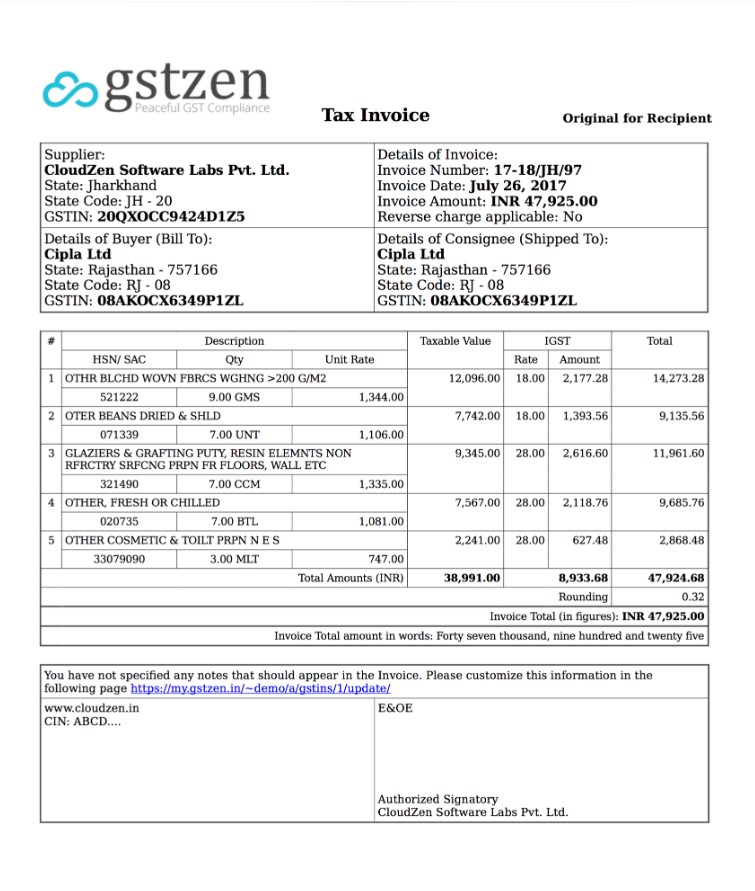 gstzen
Peaceful GST Compliance
Tax Invoice
Original for Recipient
Supplier:
CloudZen Software Labs Pvt. Ltd.
State: Jharkhand
State Code: JH - 20
GSTIN: 20QXOCC9424D1Z5
Details of Invoice:
Invoice Number: 17-18/JH/97
Invoice Date: July 26, 2017
Invoice Amount: INR 47,925.00
Reverse charge applicable: No
Details of Buyer (Bill To):
Cipla Ltd
State: Rajasthan - 757166
State Code: RJ - 08
GSTIN: 08AKOCX6349P1ZL
Details of Consignee (Shipped To):
Cipla Ltd
State: Rajasthan - 757166
State Code: RJ - 08
GSTIN: 08AKOCX6349P1ZL
# Description Taxable Value IGST Total
HSN/ SAC Qty Unit Rate Rate Amount
1 OTHR BLCHD WOVN FBRCS WGHNG >200 G/M2 12,096.00 18.00 2,177.28 14,273.28
521222 9.00 GMS 1,344.00
2 OTER BEANS DRIED & SHLD 7,742.00 18.00 1,393.56 9,135.56
071339 7.00 UNT 1,106.00
3 GLAZIERS & GRAFTING PUTY, RESIN ELEMNTS NON 9,345.00 28.00 2,616.60 11,961.60
RFRCTRY SRFCNG PRPN FR FLOORS, WALL ETC
321490 7.00 CCM 1,335.00
4 OTHER, FRESH OR CHILLED 7,567.00 28.00 2,118.76 9,685.76
020735 7.00 BTL 1,081.00
5 OTHER COSMETIC & TOILT PRPN N E S 2,241.00 28.00 627.48 2,868.48
33079090 3.00 MLT 747.00
Total Amounts (INR) 38,991.00 8,933.68 47,924.68
Rounding 0.32
Invoice Total (in figures): INR 47,925.00
Invoice Total amount in words: Forty seven thousand, nine hundred and twenty five
You have not specified any notes that should appear in the Invoice. Please customize this information in the
following page https://my.gstzen.in/~demo/a/gstins/1/update/
www.cloudzen.in
CIN: ABCD....
E&OE
Authorized Signatory
CloudZen Software Labs Pvt. Ltd.